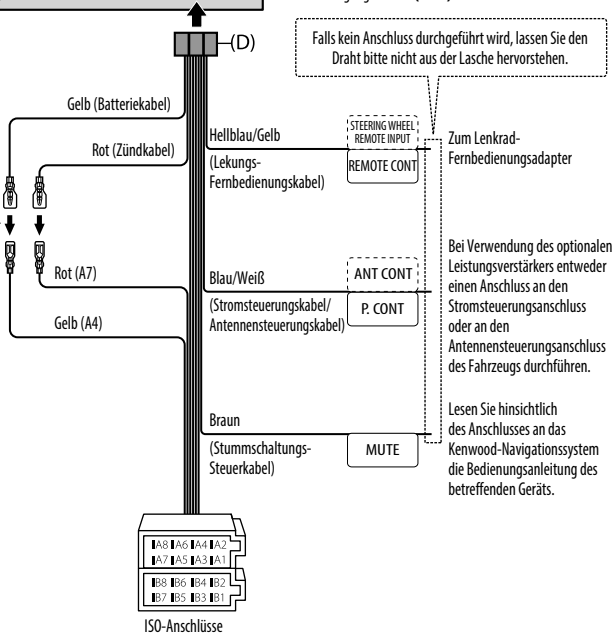 (D)
Falls kein Anschluss durchgeführt wird, lassen Sie den
Draht bitte nicht aus der Lasche hervorstehen.
Gelb (Batteriekabel)
Rot (Zündkabel)
Hellblau/Gelb
(Lekungs-
Fernbedienungskabel)
STEERING WHEEL
REMOTE INPUT
REMOTE CONT
Zum Lenkrad-
Fernbedienungsadapter
Rot (A7)
Gelb (A4)
Blau/Weiß
(Stromsteuerungskabel/
Antennensteuerungskabel)
ANT CONT
P. CONT
Bei Verwendung des optionalen
Leistungsverstärkers entweder
einen Anschluss an den
Stromsteuerungsanschluss
oder an den
Antennensteuerungsanschluss
des Fahrzeugs durchführen.
Braun
(Stummschaltungs-
Steuerkabel)
MUTE
Lesen Sie hinsichtlich
des Anschlusses an das
Kenwood-Navigationssystem
die Bedienungsanleitung des
betreffenden Geräts.
A8 A6 A4 A2
A7 A5 A3 A1
B8 B6 B4 B2
B7 B5 B3 B1
ISO-Anschlüsse